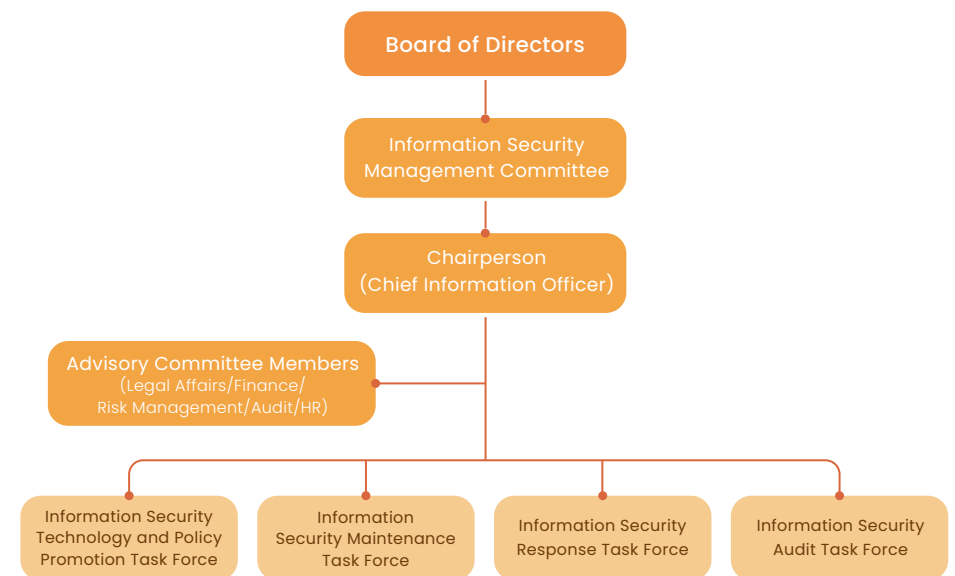 Board of Directors
Information Security
Management Committee
Chairperson
(Chief Information Officer)
Advisory Committee Members
(Legal Affairs/Finance/
Risk Management/Audit/HR)
Information Security
Technology and Policy
Promotion Task Force
Information
Security Maintenance
Task Force
Information Security
Response Task Force
Information Security
Audit Task Force